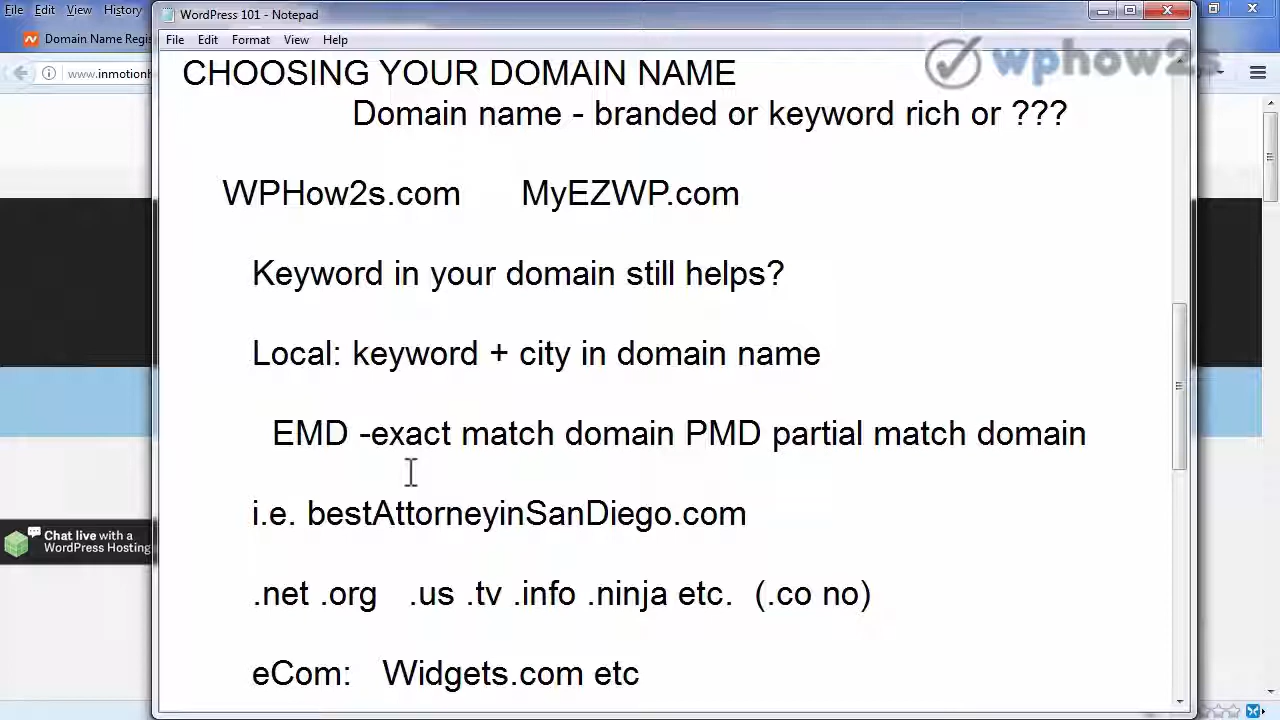 File Edit View History
WordPress 101 - Notepad
Domain Name Regis
File Edit Format View Help
www.inmotionh
wphow2s
CHOOSING YOUR DOMAIN NAME
Domain name - branded or keyword rich or ???
WPHow2s.com MyEZWP.com
Keyword in your domain still helps?
Local: keyword + city in domain name
EMD -exact match domain PMD partial match domain
i.e. bestAttorneyinSanDiego.com
Chat live with a
WordPress Hosting
.net .org .us .tv .info .ninja etc. (.co no)
eCom: Widgets.com etc